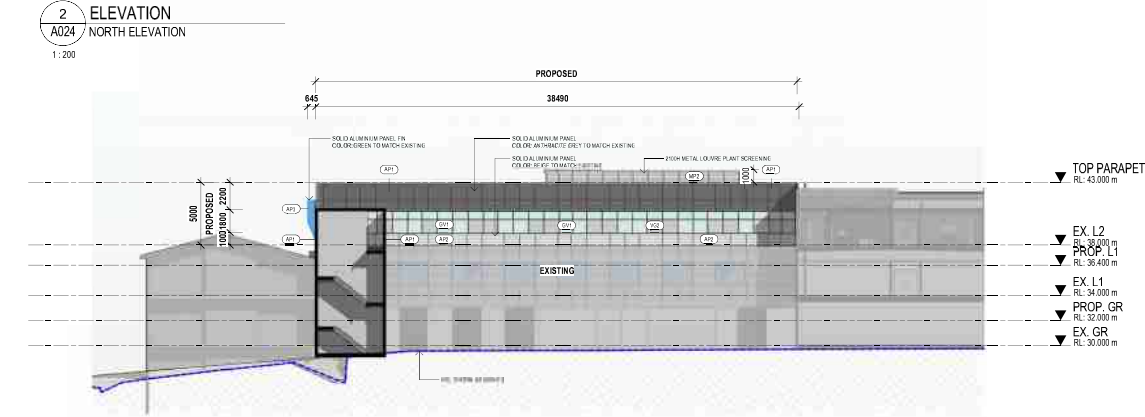 2
A024
ELEVATION
NORTH ELEVATION
1 : 200
PROPOSED
645
38490
SOLID ALUMINIUM PANEL FIN
COLOR: GREEN TO MATCH EXISTING
SOLID ALUMINIUM PANEL
COLOR: ANTHRACITE GREY TO MATCH EXISTING
SOLID ALUMINIUM PANEL
COLOR: BEIGE TO MATCH EXISTING
2100H METAL LOUVRE PLANT SCREENING
AP1
MP2
1000
AP1
TOP PARAPET
RL: 43.000 m
5000
PROPOSED
2200
1800
1000
AP3
GV1
GV1
VG2
AP1
AP1
AP2
AP2
EX. L2
RL: 38.000 m
PROP. L1
RL: 36.400 m
EXISTING
EX. L1
RL: 34.000 m
PROP. GR
RL: 32.000 m
EX. GR
RL: 30.000 m